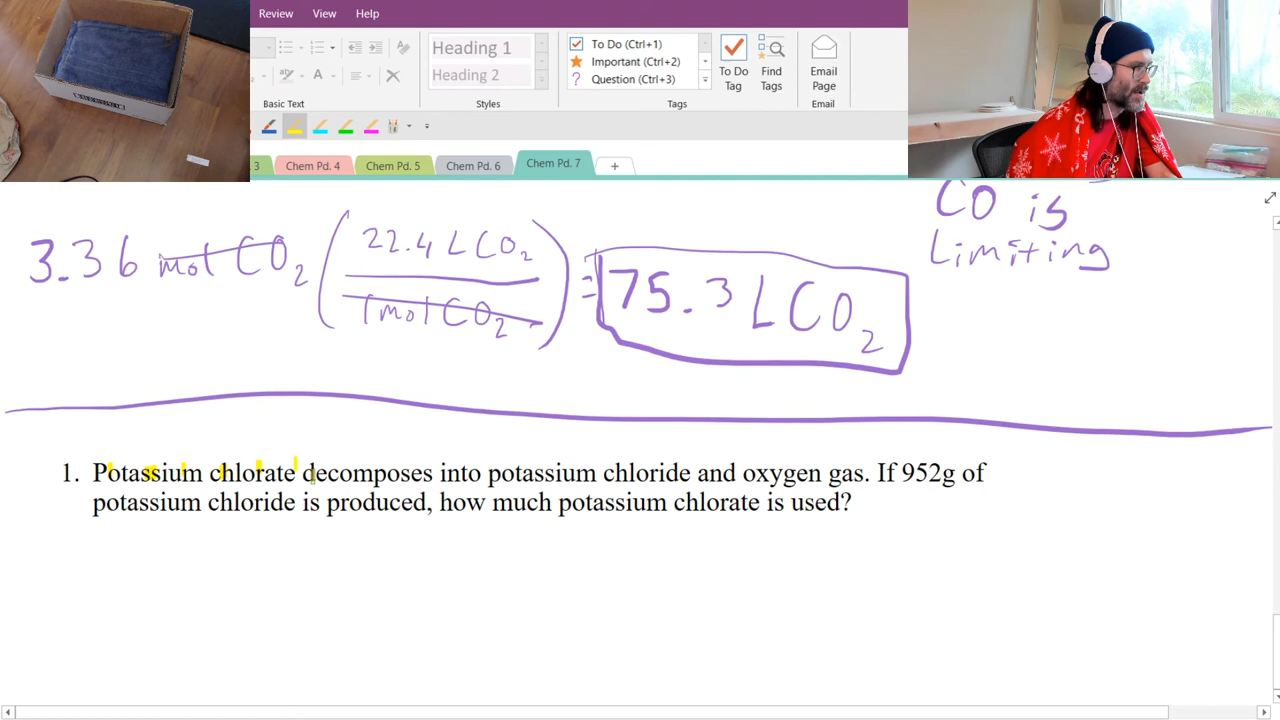 Review View Help
Heading 1
Heading 2
To Do (Ctrl+1)
Important (Ctrl+2)
? Question (Ctrl+3)
To Do Tag
Find Tags
Email Page
Basic Text
Styles
Tags
Email
3 Chem Pd. 4 Chem Pd. 5 Chem Pd. 6 Chem Pd. 7 +
CO is
Limiting
3.36 mol CO₂ (22.4 L CO₂ / 1 mol CO₂) = 75.3 L CO₂
1. Potassium chlorate decomposes into potassium chloride and oxygen gas. If 952g of
potassium chloride is produced, how much potassium chlorate is used?